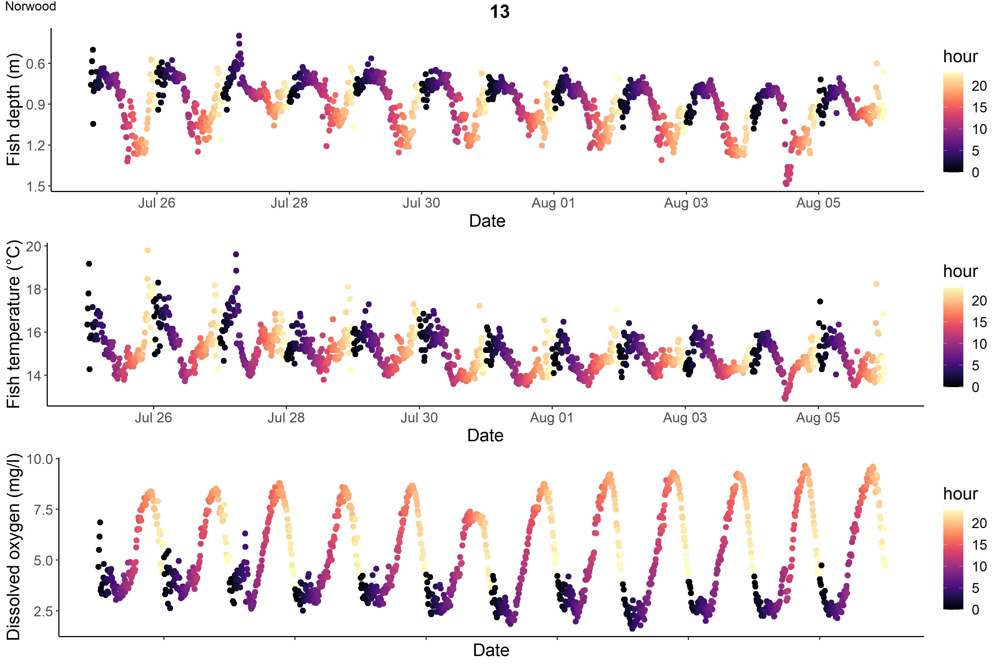 Norwood
13
Fish depth (m)
0.6
0.9
1.2
1.5
Jul 26 Jul 28 Jul 30 Aug 01 Aug 03 Aug 05
Date
hour
20
15
10
5
0
Fish temperature (°C)
20
18
16
14
Jul 26 Jul 28 Jul 30 Aug 01 Aug 03 Aug 05
Date
hour
20
15
10
5
0
Dissolved oxygen (mg/l)
10.0
7.5
5.0
2.5
Date
hour
20
15
10
5
0